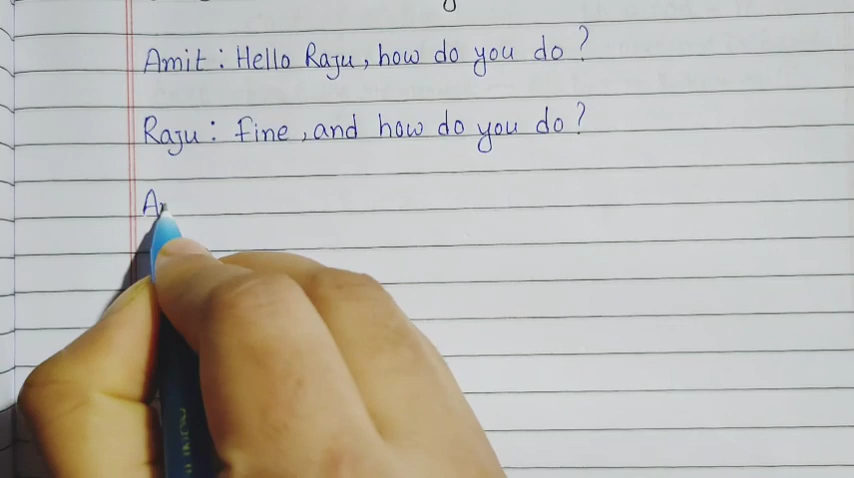 Amit : Hello Raju, how do you do ?
Raju : Fine, and how do you do ?
A